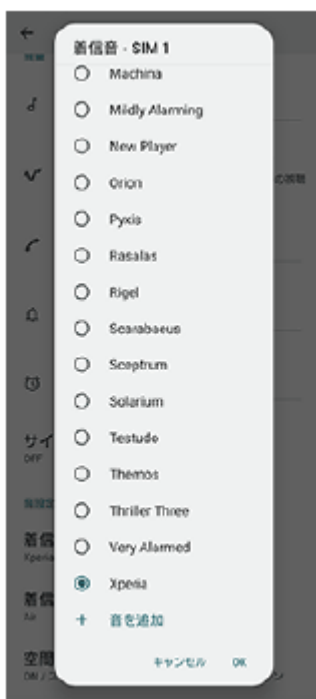 着信音 - SIM 1
Machina
Mildly Alarming
New Player
Orion
Pyxis
Rasalas
Rigel
Scarabaeus
Sceptrum
Solarium
Testudo
Themos
Thriller Three
Very Alarmed
Xperia
+ 音を追加
キャンセル OK
サイ
OFF
着信
Xperia
着信
Air
空間